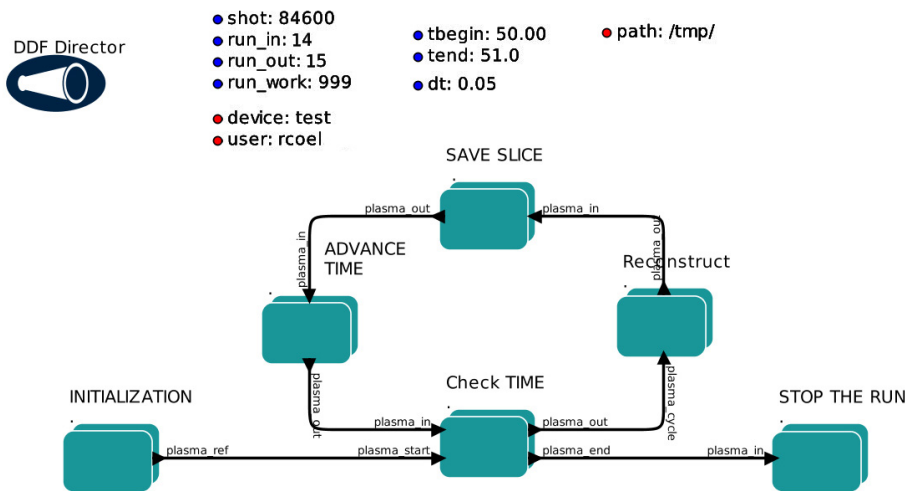 DDF Director
shot: 84600
run_in: 14
run_out: 15
run_work: 999
device: test
user: rcoel
tbegin: 50.00
tend: 51.0
dt: 0.05
path: /tmp/
SAVE SLICE
plasma_out
plasma_in
plasma_in
ADVANCE
TIME
Reconstruct
plasma_out
plasma_cycle
INITIALIZATION
Check TIME
STOP THE RUN
plasma_in
plasma_out
plasma_ref
plasma_start
plasma_end
plasma_in